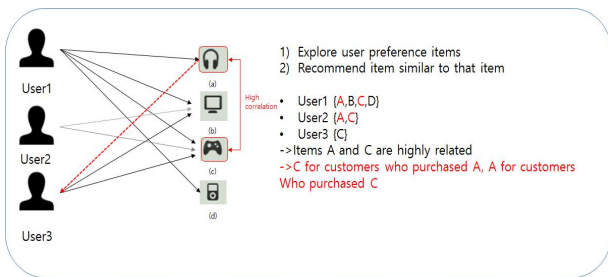 User1
User2
User3
(a)
(b)
(c)
(d)
High
correlation
1) Explore user preference items
2) Recommend item similar to that item
• User1 {A,B,C,D}
• User2 {A,C}
• User3 {C}
->Items A and C are highly related
->C for customers who purchased A, A for customers
Who purchased C